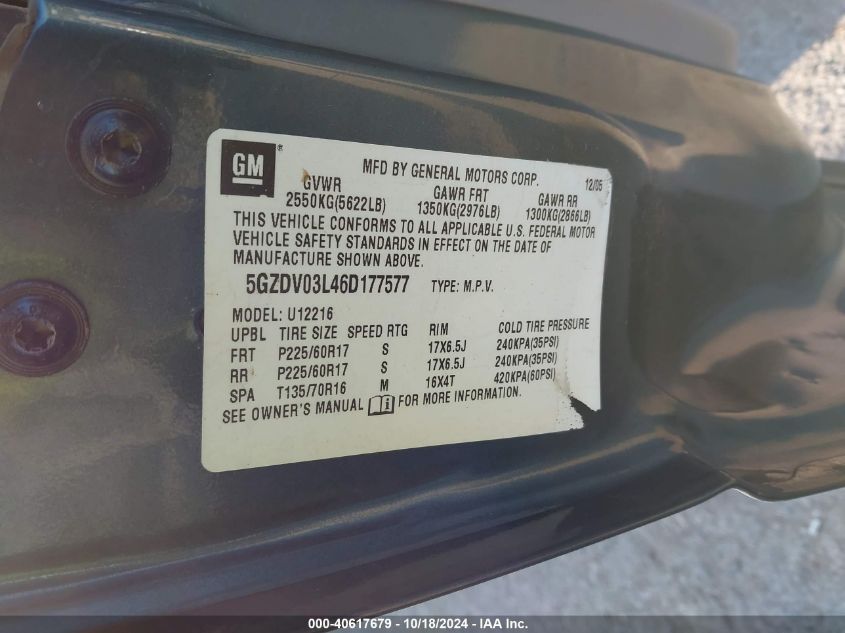 GM ®
MFD BY GENERAL MOTORS CORP. 12/05
GVWR GAWR FRT GAWR RR
2550KG(5622LB) 1350KG(2976LB) 1300KG(2866LB)
THIS VEHICLE CONFORMS TO ALL APPLICABLE U.S. FEDERAL MOTOR
VEHICLE SAFETY STANDARDS IN EFFECT ON THE DATE OF
MANUFACTURE SHOWN ABOVE.
5GZDV03L46D177577 TYPE: M.P.V.
MODEL: U12216
UPBL TIRE SIZE SPEED RTG RIM COLD TIRE PRESSURE
FRT P225/60R17 S 17X6.5J 240KPA(35PSI)
RR P225/60R17 S 17X6.5J 240KPA(35PSI)
SPA T135/70R16 M 16X4T 420KPA(60PSI)
SEE OWNER'S MANUAL FOR MORE INFORMATION.
000-40617679 - 10/18/2024 - IAA Inc.